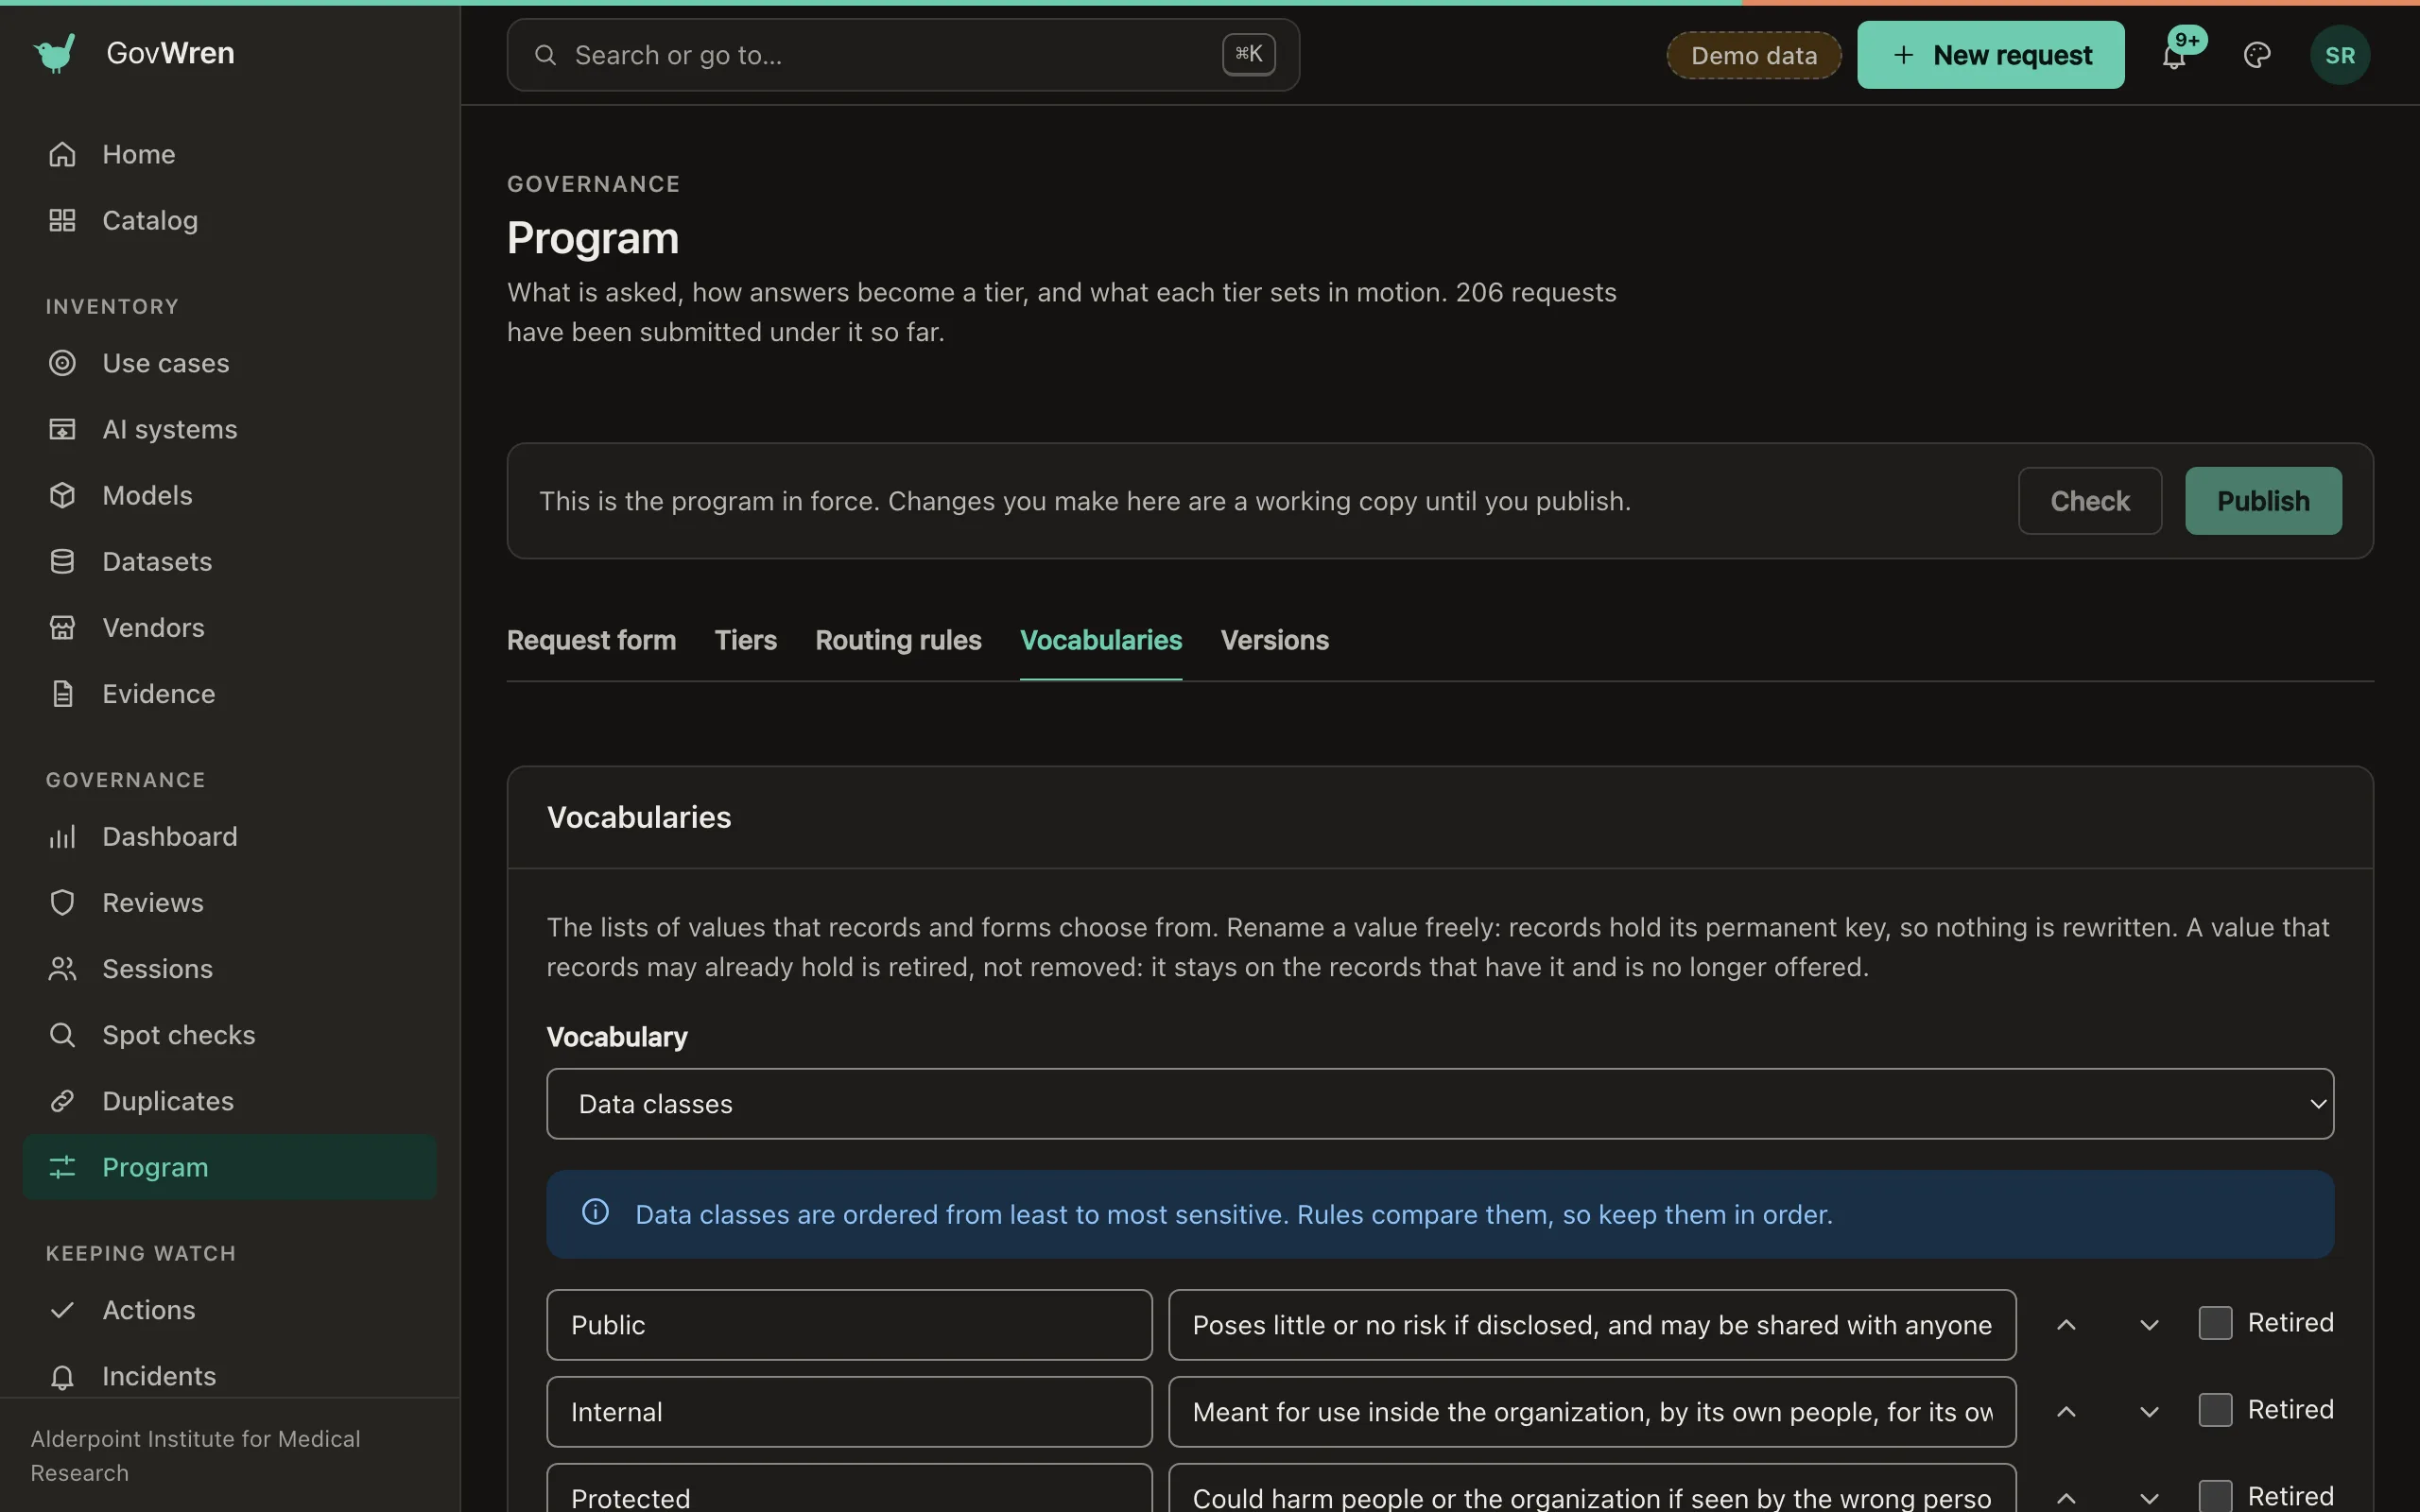 GovWren
Search or go to...
⌘K
Demo data
+ New request
9+
SR
Home
Catalog
INVENTORY
Use cases
AI systems
Models
Datasets
Vendors
Evidence
GOVERNANCE
Dashboard
Reviews
Sessions
Spot checks
Duplicates
Program
KEEPING WATCH
Actions
Incidents
Alderpoint Institute for Medical
Research
GOVERNANCE
Program
What is asked, how answers become a tier, and what each tier sets in motion. 206 requests
have been submitted under it so far.
This is the program in force. Changes you make here are a working copy until you publish.
Check
Publish
Request form
Tiers
Routing rules
Vocabularies
Versions
Vocabularies
The lists of values that records and forms choose from. Rename a value freely: records hold its permanent key, so nothing is rewritten. A value that
records may already hold is retired, not removed: it stays on the records that have it and is no longer offered.
Vocabulary
Data classes
Data classes are ordered from least to most sensitive. Rules compare them, so keep them in order.
Public
Poses little or no risk if disclosed, and may be shared with anyone
Retired
Internal
Meant for use inside the organization, by its own people, for its
Retired
Protected
Could harm people or the organization if seen by the wrong
Retired